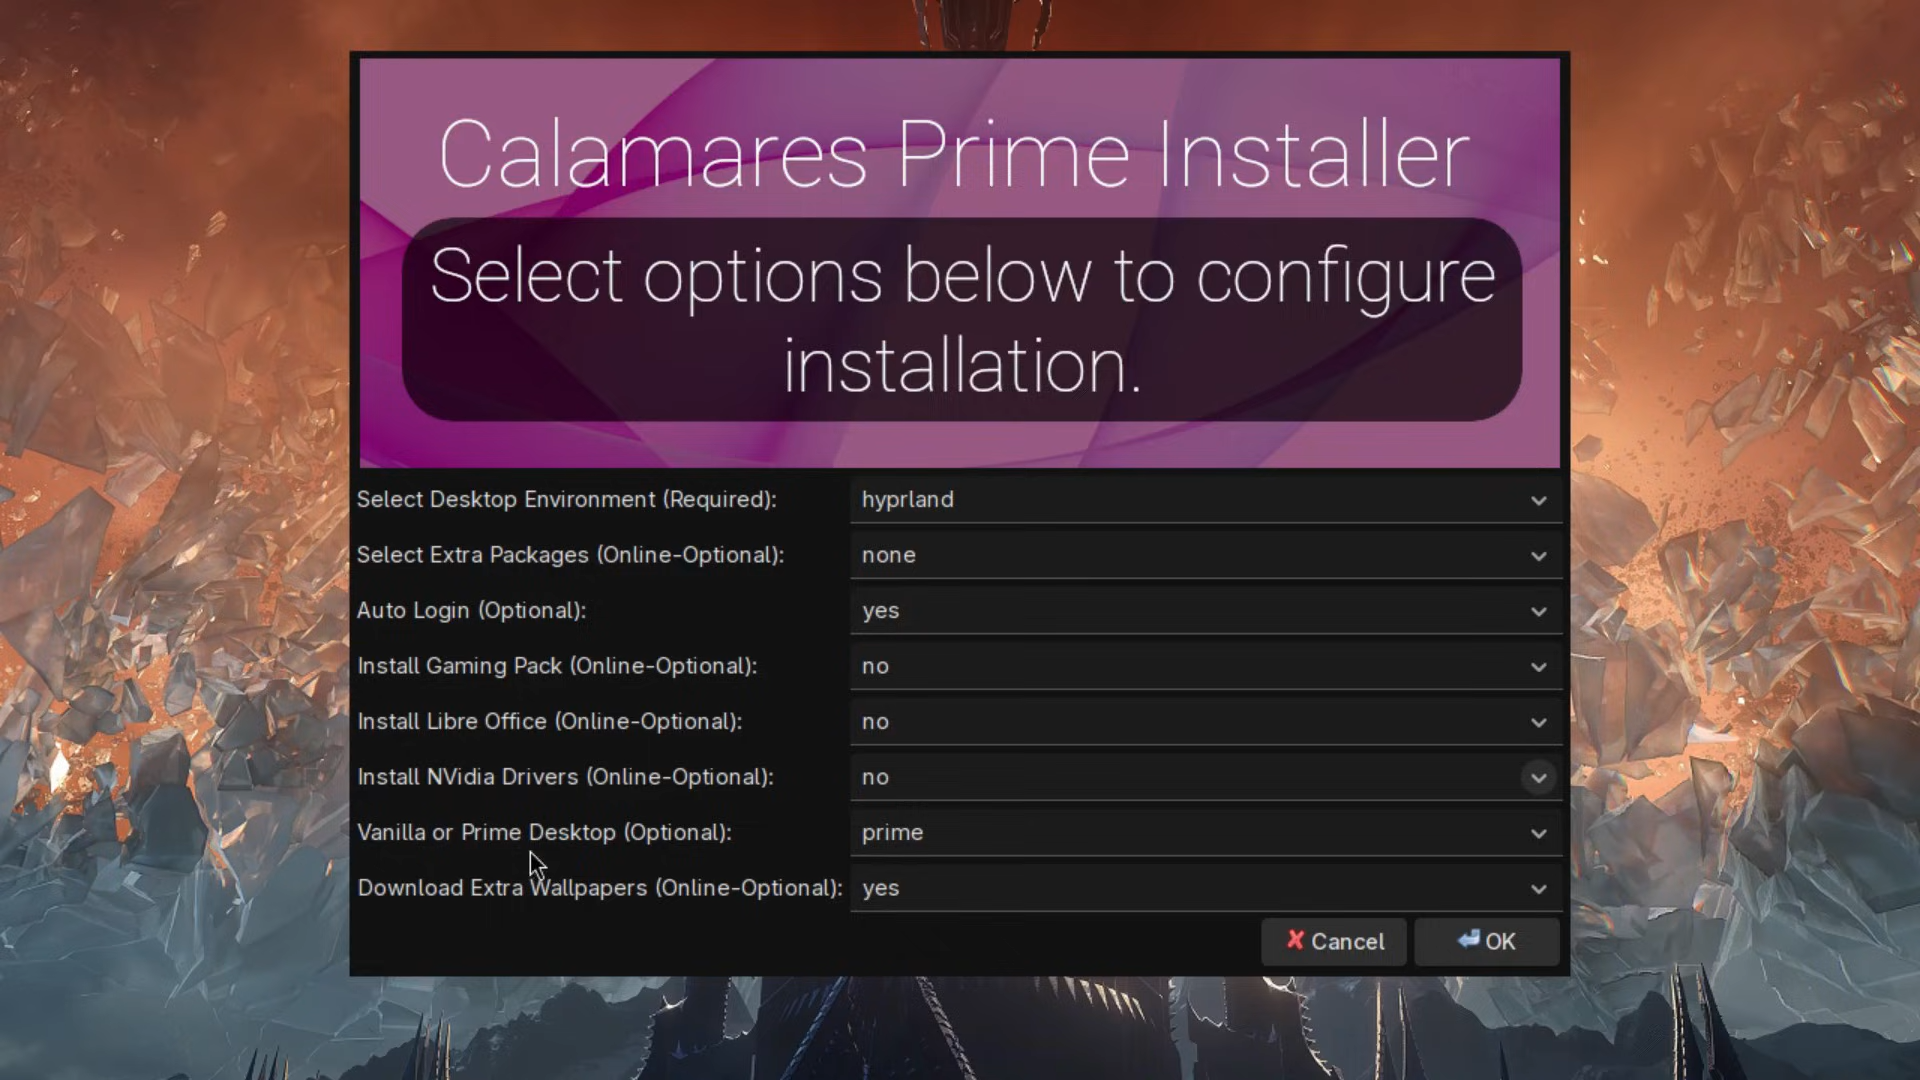 Calamares Prime Installer
Select options below to configure
installation.
Select Desktop Environment (Required): hyprland
Select Extra Packages (Online-Optional): none
Auto Login (Optional): yes
Install Gaming Pack (Online-Optional): no
Install Libre Office (Online-Optional): no
Install NVidia Drivers (Online-Optional): no
Vanilla or Prime Desktop (Optional): prime
Download Extra Wallpapers (Online-Optional): yes
Cancel OK